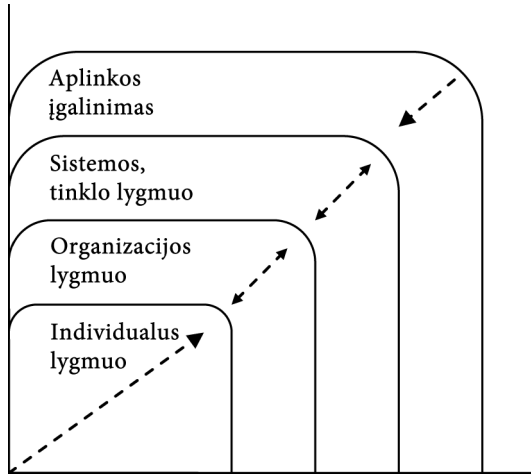 Aplinkos
įgalinimas
Sistemos,
tinklo lygmuo
Organizacijos
lygmuo
Individualus
lygmuo